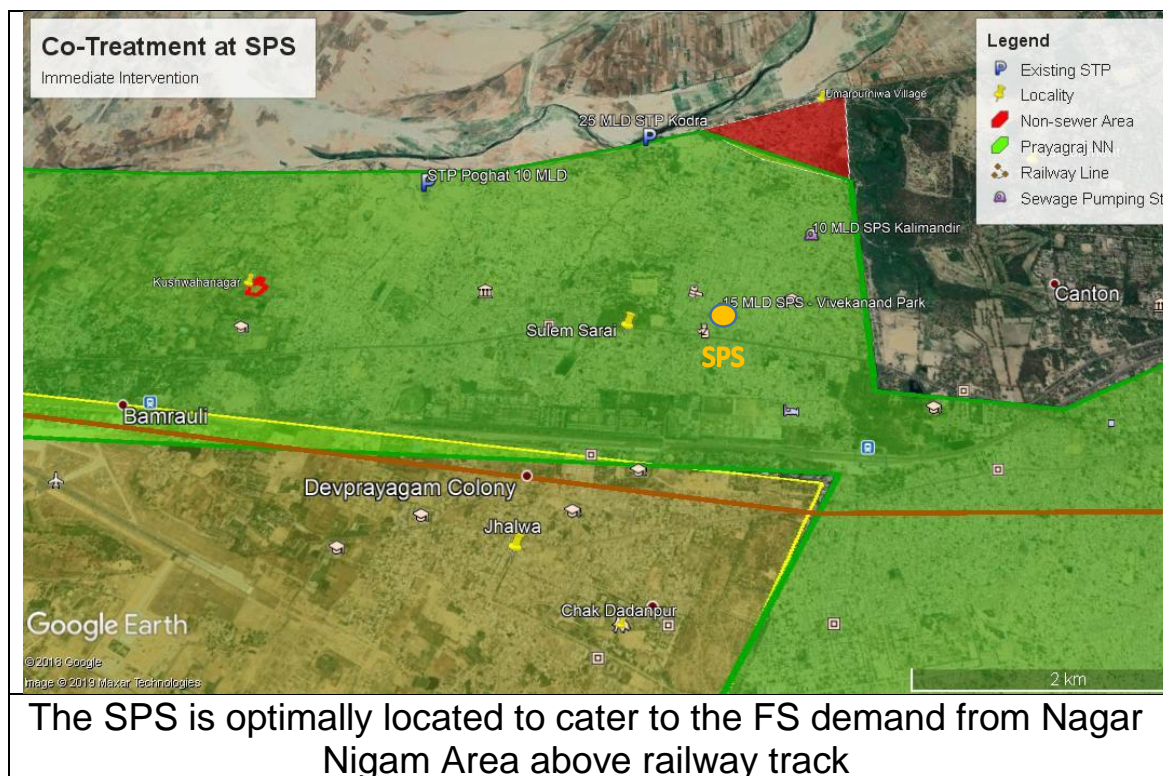 Co-Treatment at SPS
Immediate Intervention
Legend
Existing STP
Locality
Non-sewer Area
Prayagraj NN
Railway Line
Sewage Pumping St
Umarpurniwa Village
25 MLD STP Kodra
STP Poghat 10 MLD
10 MLD SPS Kalimandir
Kushwahanagar
Canton
15 MLD SPS - Vivekanand Park
Sulem Sarai
SPS
Bamrauli
Devprayagam Colony
Jhalwa
Chak Dadanpur
Google Earth
© 2018 Google
Image © 2019 Maxar Technologies
2 km
The SPS is optimally located to cater to the FS demand from Nagar
Nigam Area above railway track